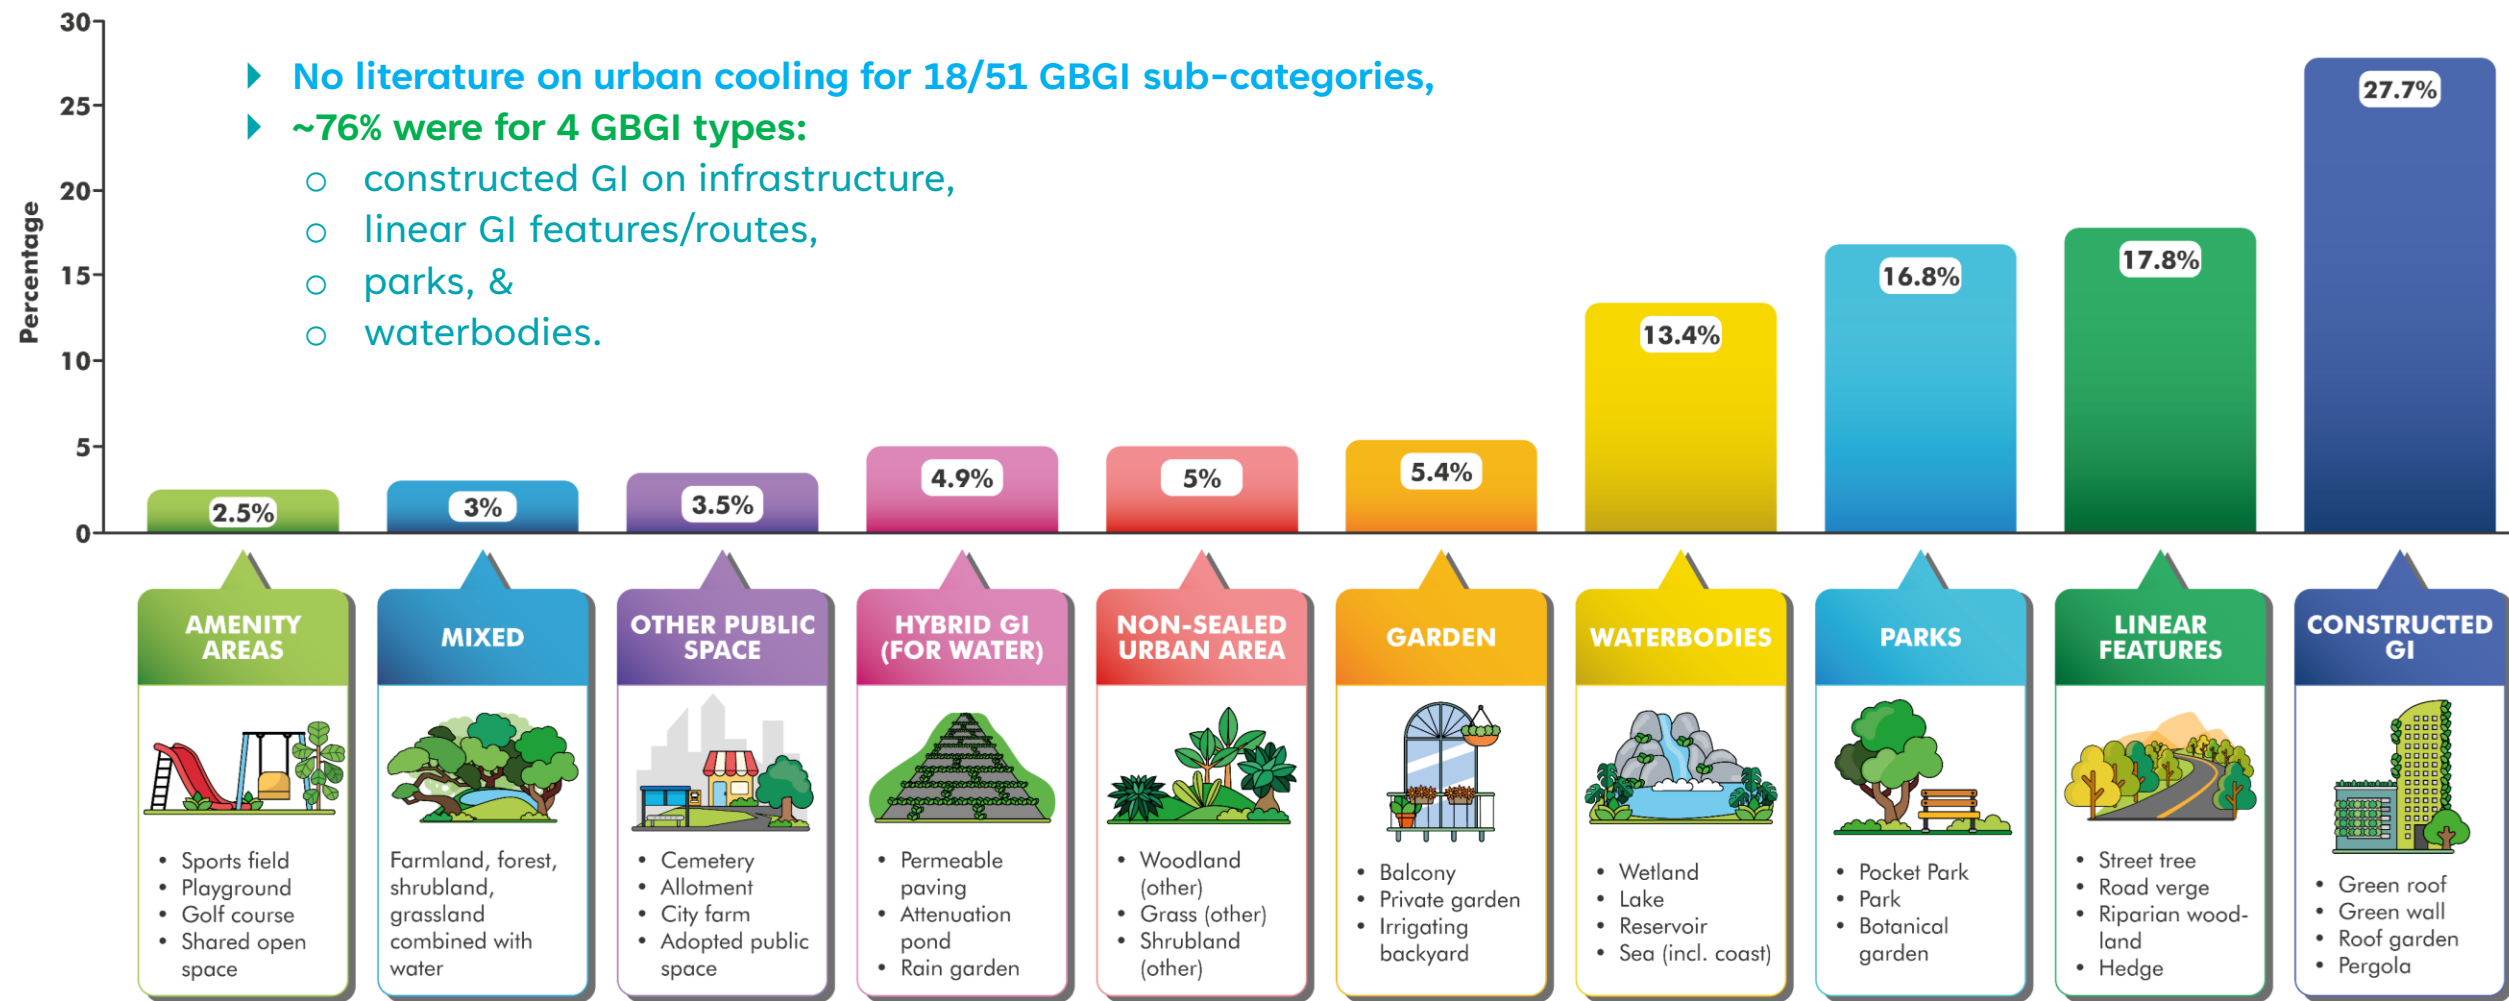 No literature on urban cooling for 18/51 GBGI sub-categories,
~76% were for 4 GBGI types:
constructed GI on infrastructure,
linear GI features/routes,
parks, &
waterbodies.
Percentage
30
25
20
15
10
5
0
2.5%
3%
3.5%
4.9%
5%
5.4%
13.4%
16.8%
17.8%
27.7%
AMENITY
AREAS
• Sports field
• Playground
• Golf course
• Shared open
space
MIXED
Farmland, forest,
shrubland,
grassland
combined with
water
OTHER PUBLIC
SPACE
• Cemetery
• Allotment
• City farm
• Adopted public
space
HYBRID GI
(FOR WATER)
• Permeable
paving
• Attenuation
pond
• Rain garden
NON-SEALED
URBAN AREA
• Woodland
(other)
• Grass (other)
• Shrubland
(other)
GARDEN
• Balcony
• Private garden
• Irrigating
backyard
WATERBODIES
• Wetland
• Lake
• Reservoir
• Sea (incl. coast)
PARKS
• Pocket Park
• Park
• Botanical
garden
LINEAR
FEATURES
• Street tree
• Road verge
• Riparian wood-
land
• Hedge
CONSTRUCTED
GI
• Green roof
• Green wall
• Roof garden
• Pergola